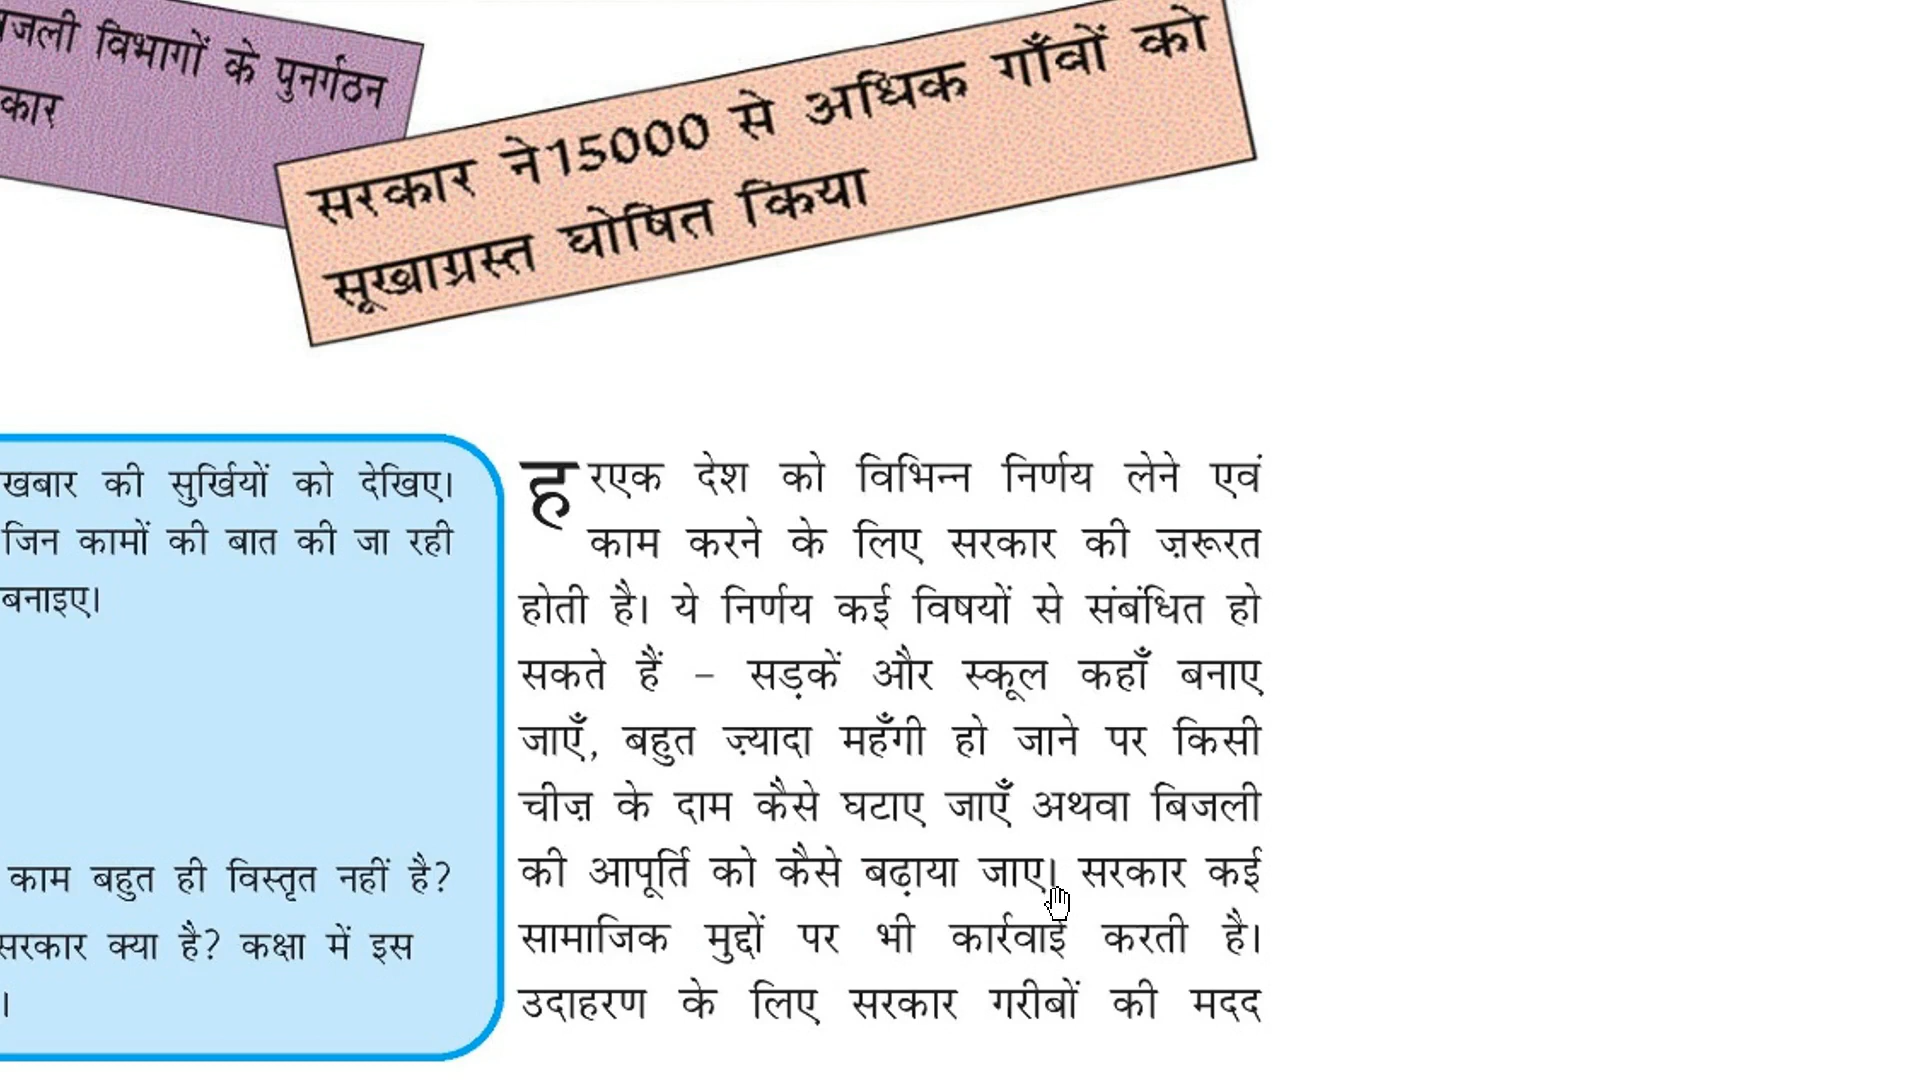 बिजली विभागों के पुनर्गठन
सरकार ने15000 से अधिक गाँवों को
सूखाग्रस्त घोषित किया
खबार की सुर्खियों को देखिए।
जिन कामों की बात की जा रही
बनाइए।
काम बहुत ही विस्तृत नहीं है?
सरकार क्या है? कक्षा में इस
।
हरएक देश को विभिन्न निर्णय लेने एवं
काम करने के लिए सरकार की ज़रूरत
होती है। ये निर्णय कई विषयों से संबंधित हो
सकते हैं – सड़कें और स्कूल कहाँ बनाए
जाएँ, बहुत ज़्यादा महँगी हो जाने पर किसी
चीज़ के दाम कैसे घटाए जाएँ अथवा बिजली
की आपूर्ति को कैसे बढ़ाया जाए। सरकार कई
सामाजिक मुद्दों पर भी कार्रवाई करती है।
उदाहरण के लिए सरकार गरीबों की मदद